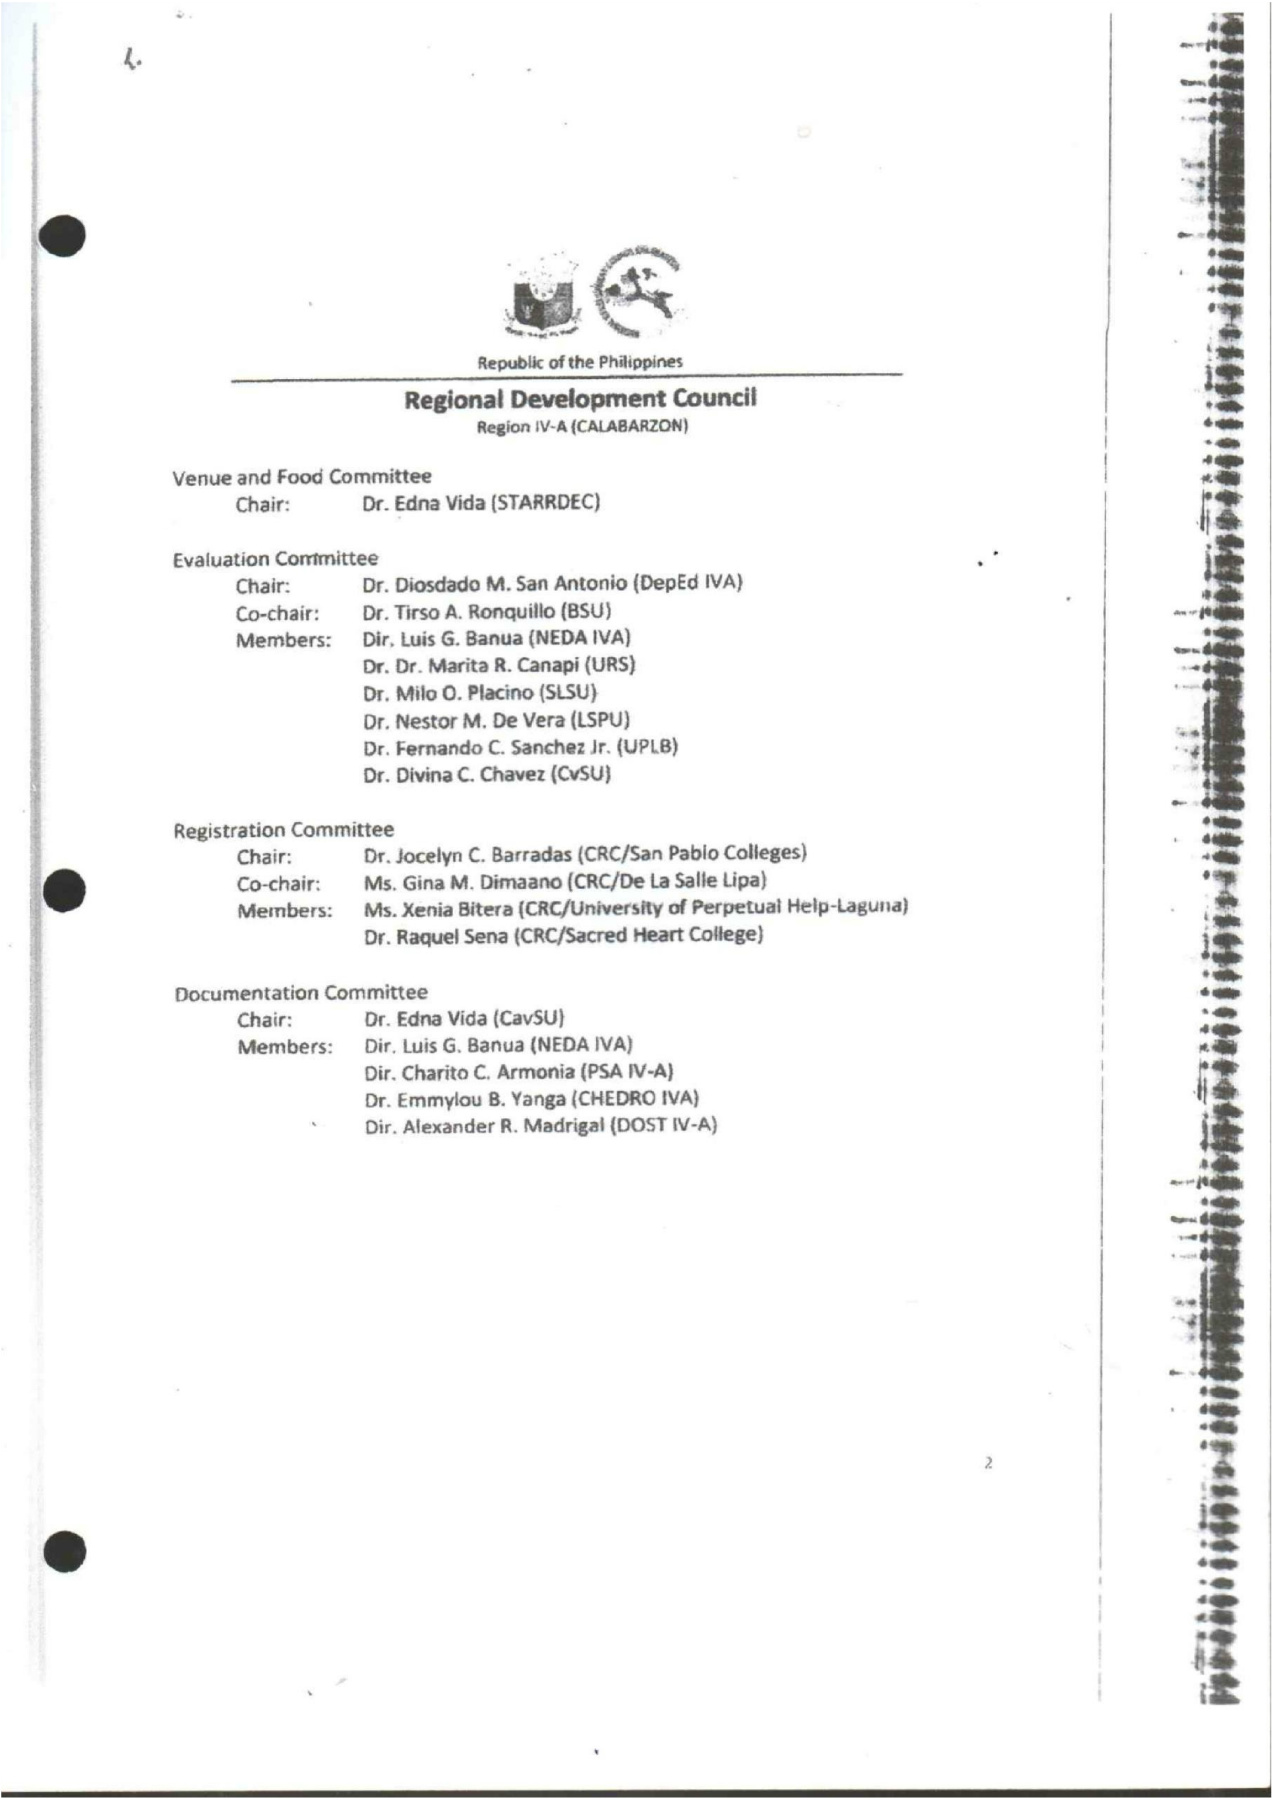 Republic of the Philippines
Regional Development Council
Region IV-A (CALABARZON)
Venue and Food Committee
Chair: Dr. Edna Vida (STARRDEC)
Evaluation Committee
Chair: Dr. Diosdado M. San Antonio (DepEd IVA)
Co-chair: Dr. Tirso A. Ronquillo (BSU)
Members: Dir. Luis G. Banua (NEDA IVA)
Dr. Dr. Marita R. Canapi (URS)
Dr. Milo O. Placino (SLSU)
Dr. Nestor M. De Vera (LSPU)
Dr. Fernando C. Sanchez Jr. (UPLB)
Dr. Divina C. Chavez (CvSU)
Registration Committee
Chair: Dr. Jocelyn C. Barradas (CRC/San Pablo Colleges)
Co-chair: Ms. Gina M. Dimaano (CRC/De La Salle Lipa)
Members: Ms. Xenia Bitera (CRC/University of Perpetual Help-Laguna)
Dr. Raquel Sena (CRC/Sacred Heart College)
Documentation Committee
Chair: Dr. Edna Vida (CavSU)
Members: Dir. Luis G. Banua (NEDA IVA)
Dir. Charito C. Armonia (PSA IV-A)
Dr. Emmylou B. Yanga (CHEDRO IVA)
Dir. Alexander R. Madrigal (DOST IV-A)
2